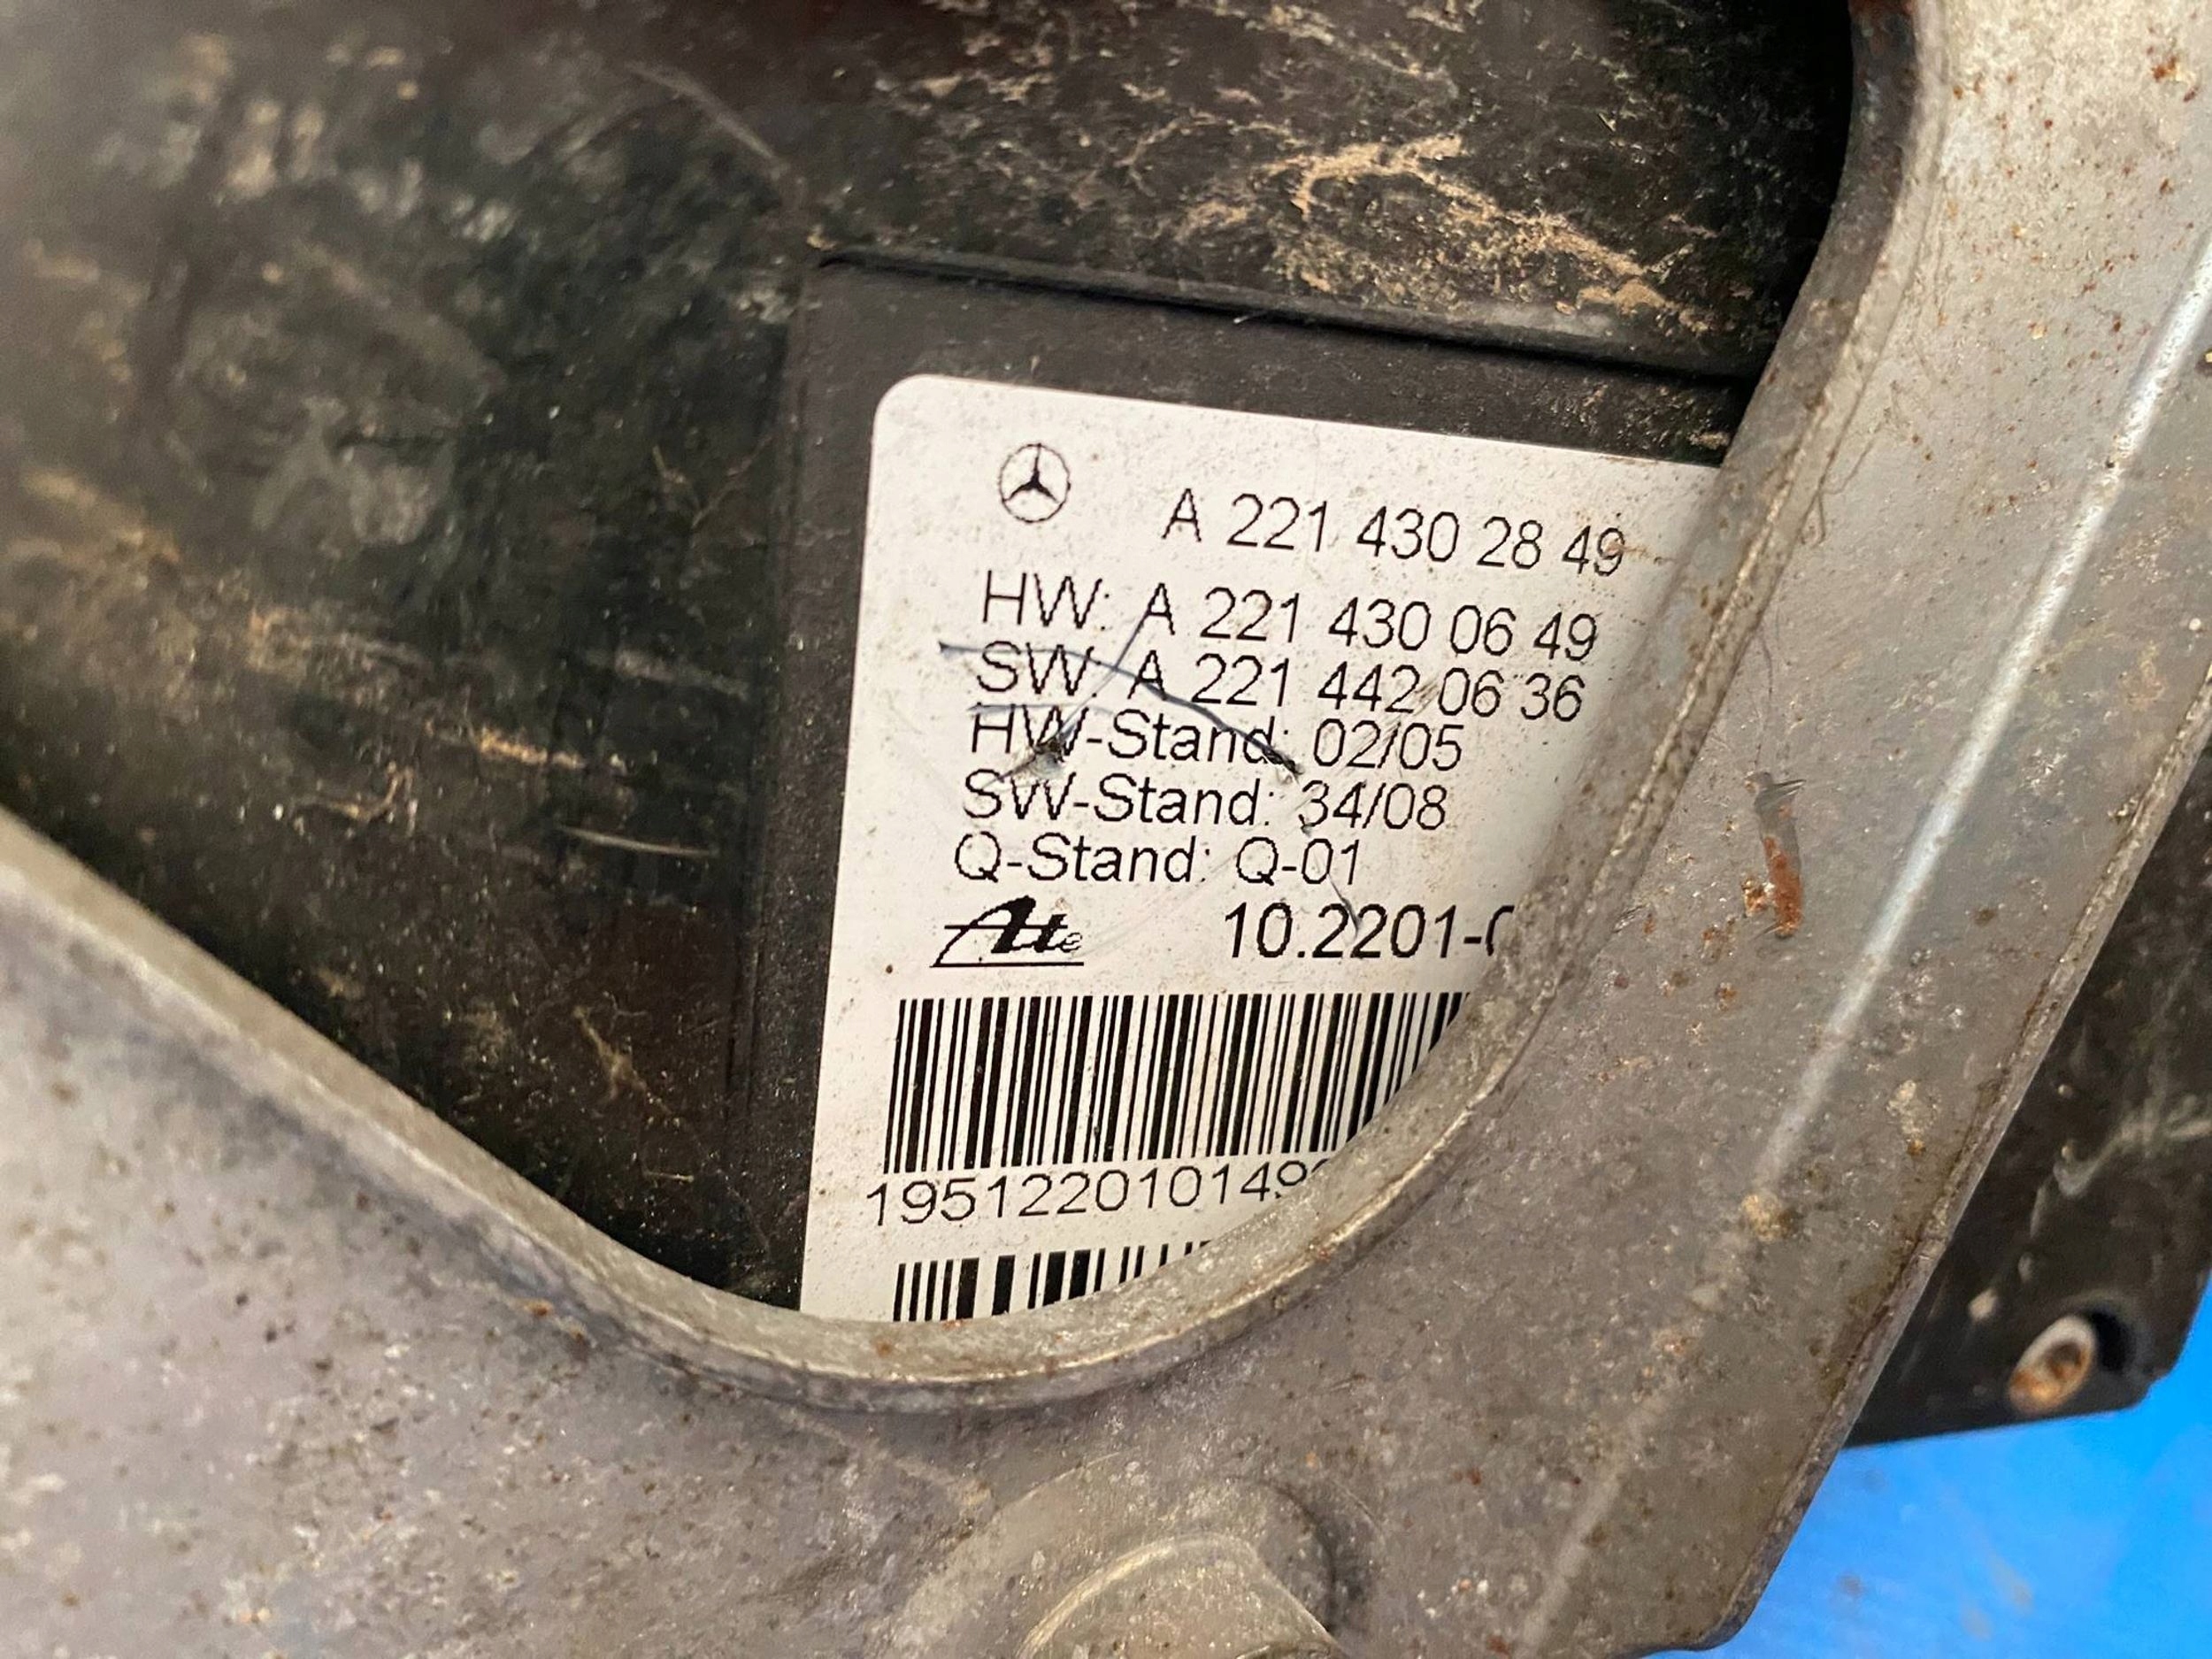 A 221 430 28 49
HW: A 221 430 06 49
SW: A 221 442 06 36
HW-Stand: 02/05
SW-Stand: 34/08
Q-Stand: Q-01
Ate 10.2201-
195122010149